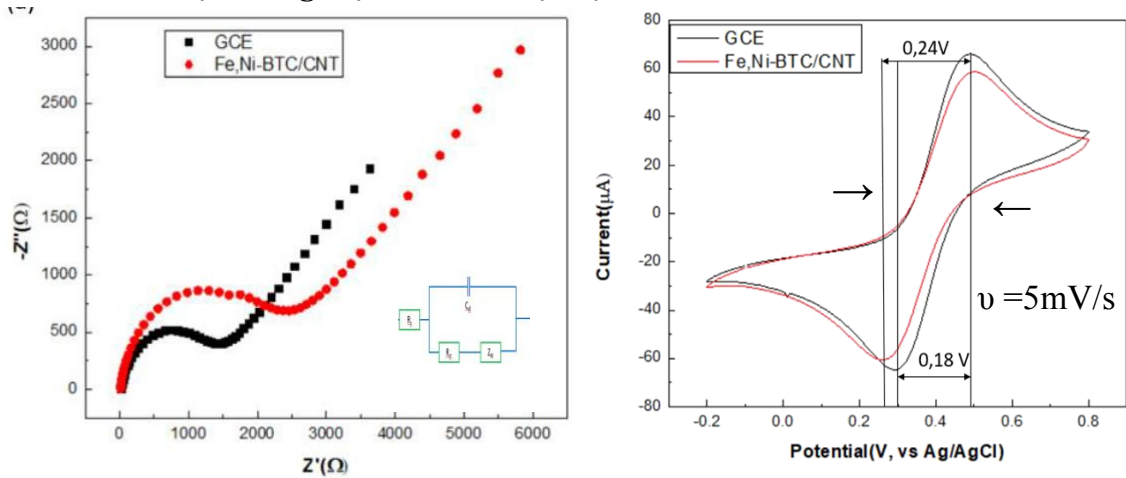 (a)
GCE
Fe,Ni-BTC/CNT
3000
2500
2000
1500
1000
500
0
-Z''(Ω)
0 1000 2000 3000 4000 5000 6000
Z'(Ω)
GCE
Fe,Ni-BTC/CNT
0,24V
80
60
40
20
0
-20
-40
-60
-80
Current(µA)
→
←
υ =5mV/s
0,18 V
-0.2 0.0 0.2 0.4 0.6 0.8
Potential(V, vs Ag/AgCl)